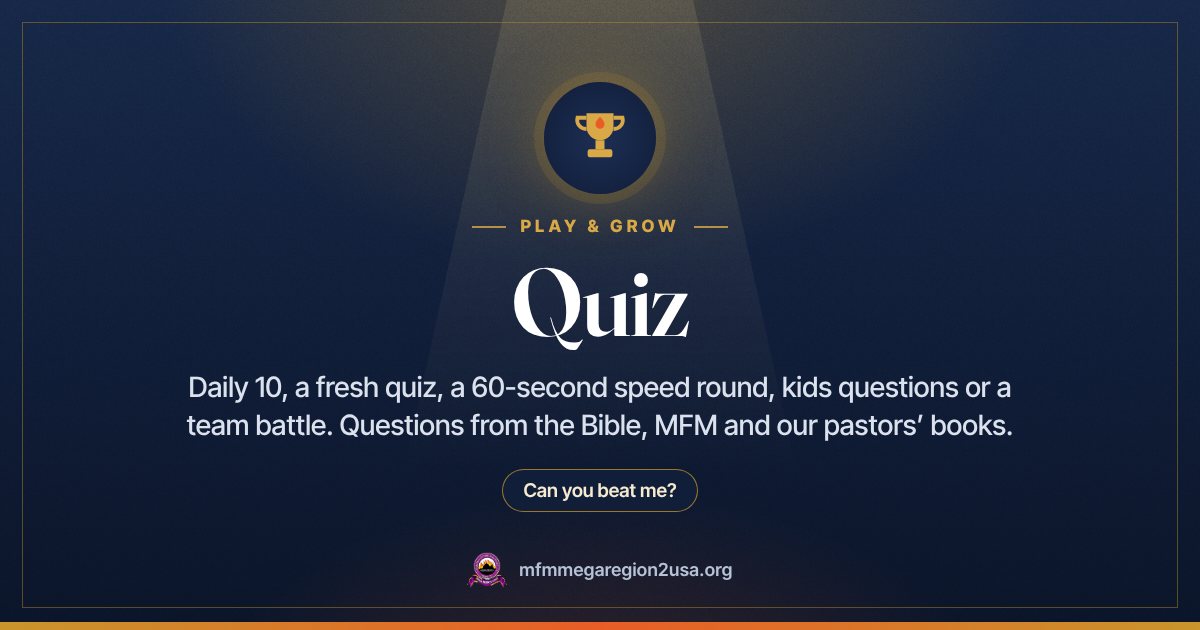 PLAY & GROW
Quiz
Daily 10, a fresh quiz, a 60-second speed round, kids questions or a
team battle. Questions from the Bible, MFM and our pastors’ books.
Can you beat me?
mfmmegaregion2usa.org